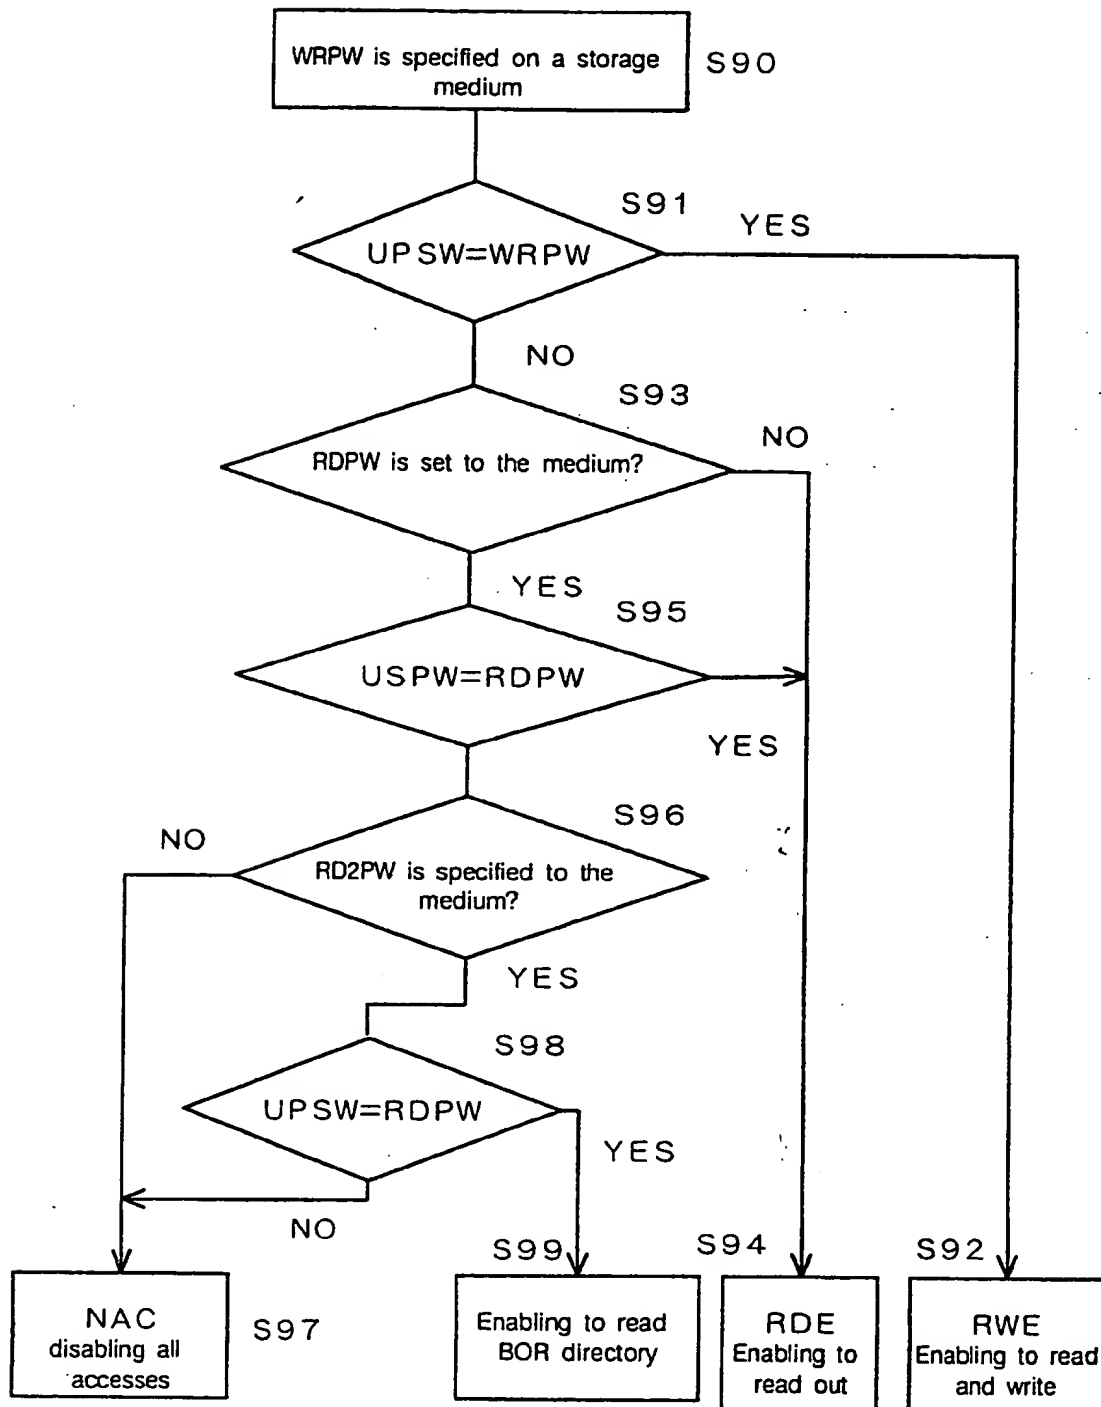 WRPW is specified on a storage
medium
S90
S91
YES
UPSW=WRPW
NO
S93
NO
RDPW is set to the medium?
YES
S95
USPW=RDPW
YES
S96
NO
RD2PW is specified to the
medium?
YES
S98
UPSW=RDPW
YES
NO
S99
S94
S92
NAC
disabling all
accesses
S97
Enabling to read
BOR directory
RDE
Enabling to
read out
RWE
Enabling to read
and write